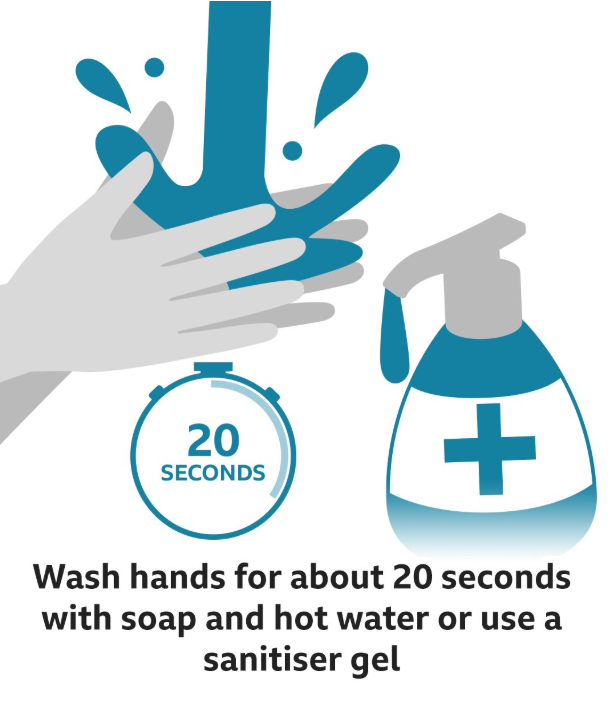 20
SECONDS
Wash hands for about 20 seconds
with soap and hot water or use a
sanitiser gel